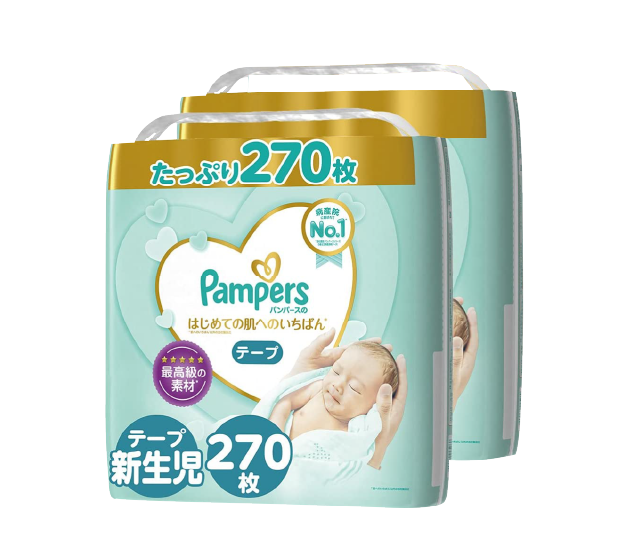 たっぷり270枚
病産院
No.1
Pampers
パンパースの
はじめての肌へのいちばん
テープ
最高級の
素材
テープ
新生児
270
枚